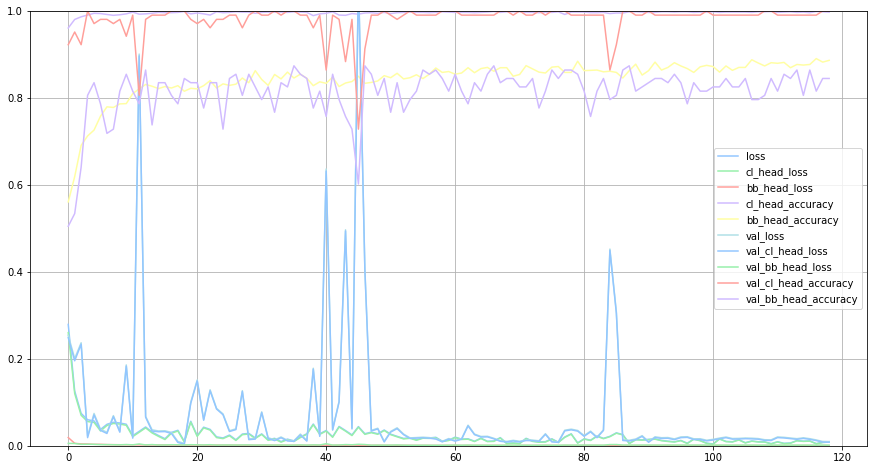 1.0
0.8
0.6
0.4
0.2
0.0
0
20
40
60
80
100
120
loss
cl_head_loss
bb_head_loss
cl_head_accuracy
bb_head_accuracy
val_loss
val_cl_head_loss
val_bb_head_loss
val_cl_head_accuracy
val_bb_head_accuracy